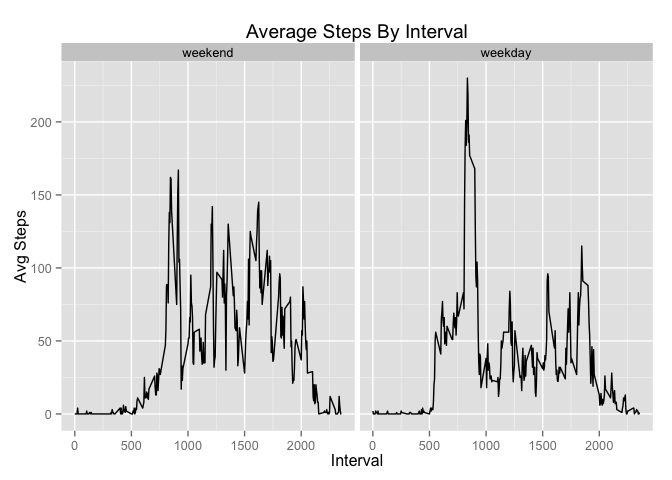 Average Steps By Interval
weekend weekday
200
150
100
50
0
Avg Steps
0 500 1000 1500 2000 0 500 1000 1500 2000
Interval